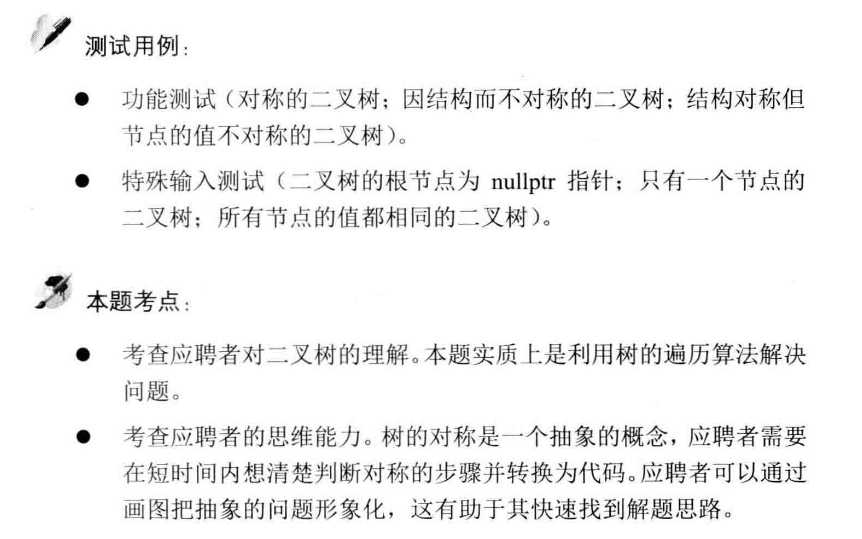 测试用例：
● 功能测试（对称的二叉树；因结构而不对称的二叉树；结构对称但
节点的值不对称的二叉树）。
● 特殊输入测试（二叉树的根节点为 nullptr 指针；只有一个节点的
二叉树；所有节点的值都相同的二叉树）。
本题考点：
● 考查应聘者对二叉树的理解。本题实质上是利用树的遍历算法解决
问题。
● 考查应聘者的思维能力。树的对称是一个抽象的概念，应聘者需要
在短时间内想清楚判断对称的步骤并转换为代码。应聘者可以通过
画图把抽象的问题形象化，这有助于其快速找到解题思路。